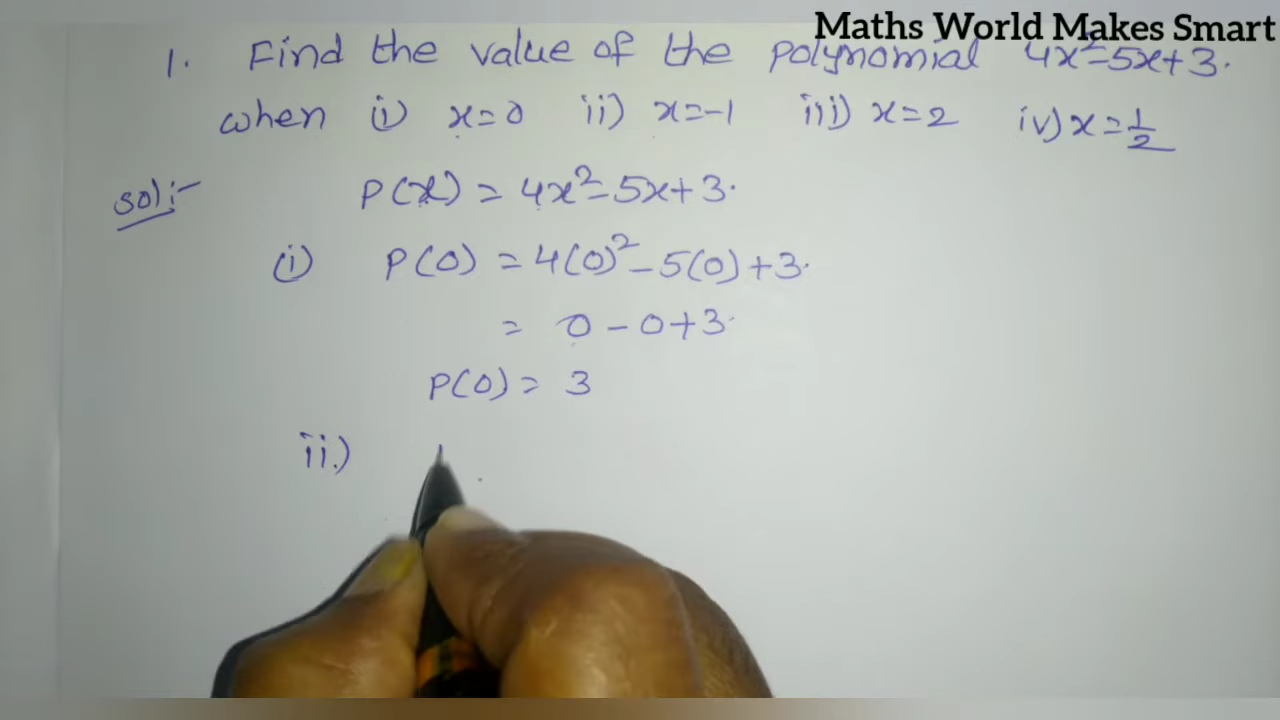 Maths World Makes Smart
1. Find the value of the polynomial 4x²-5x+3.
when i) x=0 ii) x=-1 iii) x=2 iv) x=1/2
sol:-
P(x) = 4x²-5x+3.
(i) P(0) = 4(0)²-5(0)+3.
= 0-0+3.
P(0) = 3
ii.)